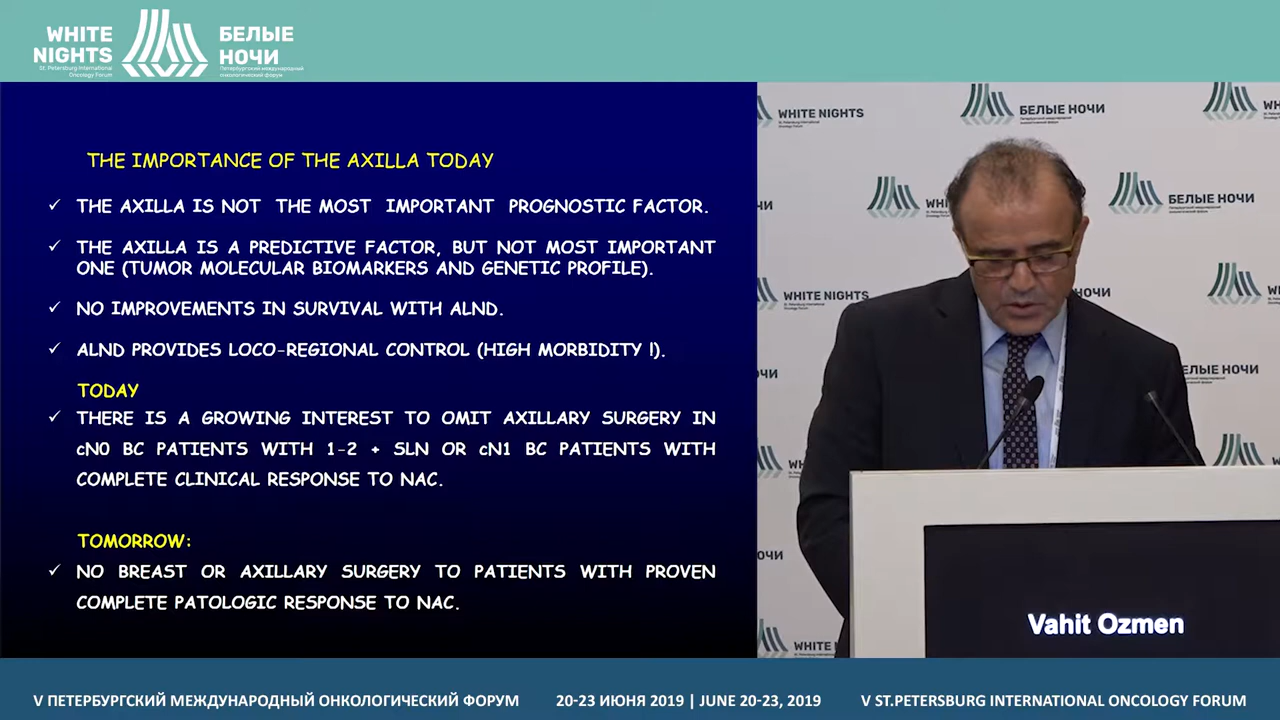 WHITE
NIGHTS
St. Petersburg International
Oncology Forum
БЕЛЫЕ
НОЧИ
Петербургский международный
онкологический форум
THE IMPORTANCE OF THE AXILLA TODAY
✓ THE AXILLA IS NOT THE MOST IMPORTANT PROGNOSTIC FACTOR.
✓ THE AXILLA IS A PREDICTIVE FACTOR, BUT NOT MOST IMPORTANT
ONE (TUMOR MOLECULAR BIOMARKERS AND GENETIC PROFILE).
✓ NO IMPROVEMENTS IN SURVIVAL WITH ALND.
✓ ALND PROVIDES LOCO-REGIONAL CONTROL (HIGH MORBIDITY !).
TODAY
✓ THERE IS A GROWING INTEREST TO OMIT AXILLARY SURGERY IN
cN0 BC PATIENTS WITH 1-2 + SLN OR cN1 BC PATIENTS WITH
COMPLETE CLINICAL RESPONSE TO NAC.
TOMORROW:
✓ NO BREAST OR AXILLARY SURGERY TO PATIENTS WITH PROVEN
COMPLETE PATOLOGIC RESPONSE TO NAC.
WHITE NIGHTS
БЕЛЫЕ НОЧИ
БЕЛЫЕ НОЧИ
WHITE NIGHTS
Vahit Ozmen
V ПЕТЕРБУРГСКИЙ МЕЖДУНАРОДНЫЙ ОНКОЛОГИЧЕСКИЙ ФОРУМ
20-23 ИЮНЯ 2019 | JUNE 20-23, 2019
V ST.PETERSBURG INTERNATIONAL ONCOLOGY FORUM